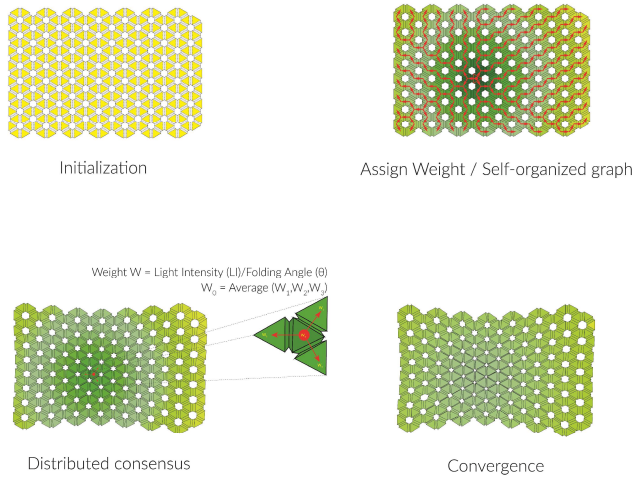 Initialization
Assign Weight / Self-organized graph
Weight W = Light Intensity (LI)/Folding Angle (θ)
W₀ = Average (W₁,W₂,W₃)
Distributed consensus
Convergence